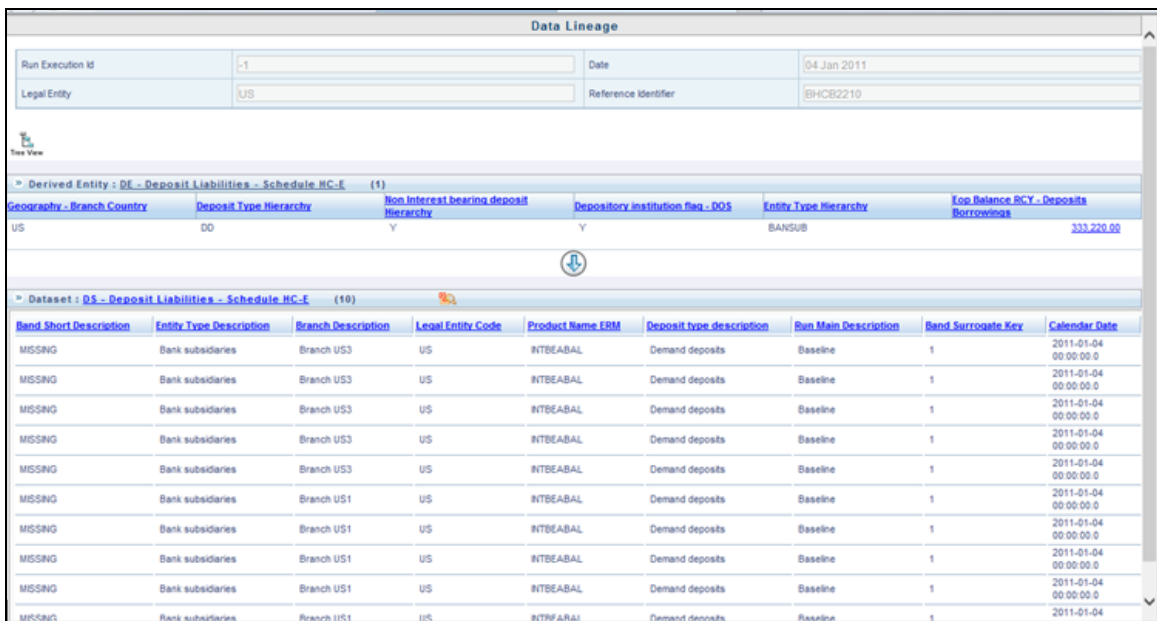 Data Lineage
Run Execution Id -1 Date 04 Jan 2011
Legal Entity US Reference Identifier BHCB2210
Tree View
» Derived Entity : DE - Deposit Liabilities - Schedule HC-E (1)
Geography - Branch Country Deposit Type Hierarchy Non Interest bearing deposit Hierarchy Depository institution flag - DOS Entity Type Hierarchy Eop Balance RCY - Deposits Borrowings
US DD Y Y BANSUB 333,220.00
» Dataset : DS - Deposit Liabilities - Schedule HC-E (10)
Band Short Description Entity Type Description Branch Description Legal Entity Code Product Name ERM Deposit type description Run Main Description Band Surrogate Key Calendar Date
MISSING Bank subsidiaries Branch US3 US INTBEABAL Demand deposits Baseline 1 2011-01-04 00:00:00.0
MISSING Bank subsidiaries Branch US3 US INTBEABAL Demand deposits Baseline 1 2011-01-04 00:00:00.0
MISSING Bank subsidiaries Branch US3 US INTBEABAL Demand deposits Baseline 1 2011-01-04 00:00:00.0
MISSING Bank subsidiaries Branch US3 US INTBEABAL Demand deposits Baseline 1 2011-01-04 00:00:00.0
MISSING Bank subsidiaries Branch US3 US INTBEABAL Demand deposits Baseline 1 2011-01-04 00:00:00.0
MISSING Bank subsidiaries Branch US1 US INTBEABAL Demand deposits Baseline 1 2011-01-04 00:00:00.0
MISSING Bank subsidiaries Branch US1 US INTBEABAL Demand deposits Baseline 1 2011-01-04 00:00:00.0
MISSING Bank subsidiaries Branch US1 US INTBEABAL Demand deposits Baseline 1 2011-01-04 00:00:00.0
MISSING Bank subsidiaries Branch US1 US INTBEABAL Demand deposits Baseline 1 2011-01-04 00:00:00.0
MISSING Bank subsidiaries Branch US1 US INTBEABAL Demand deposits Baseline 1 2011-01-04